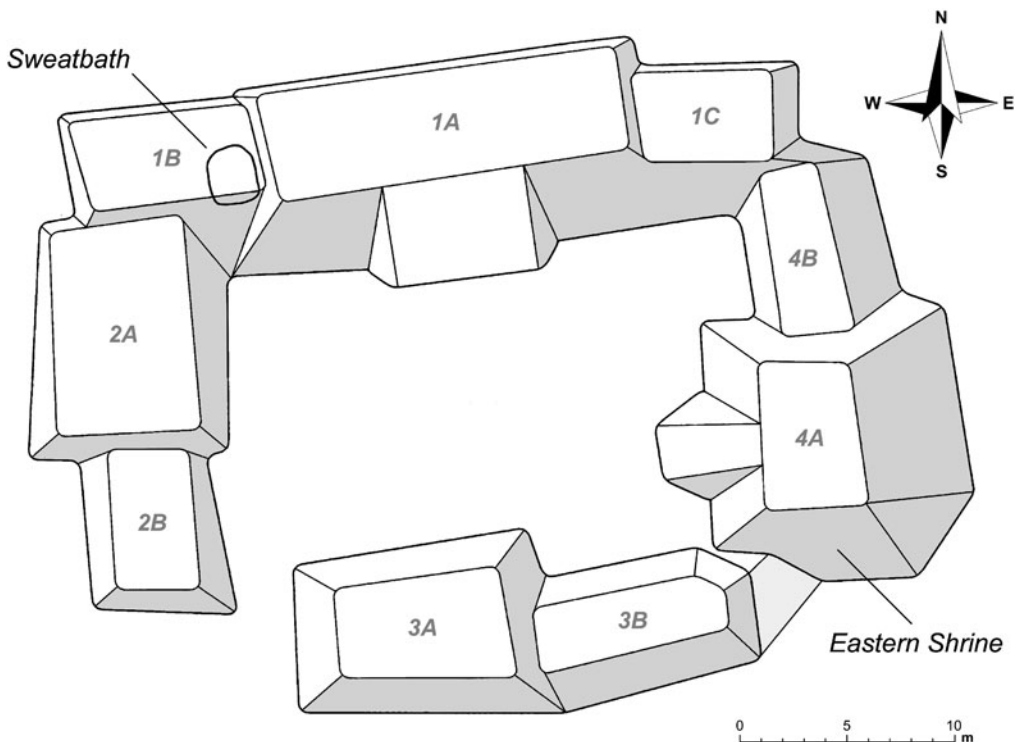 N
Sweatbath
W
E
S
1A
1C
1B
4B
2A
4A
2B
3A
3B
Eastern Shrine
0 5 10
m